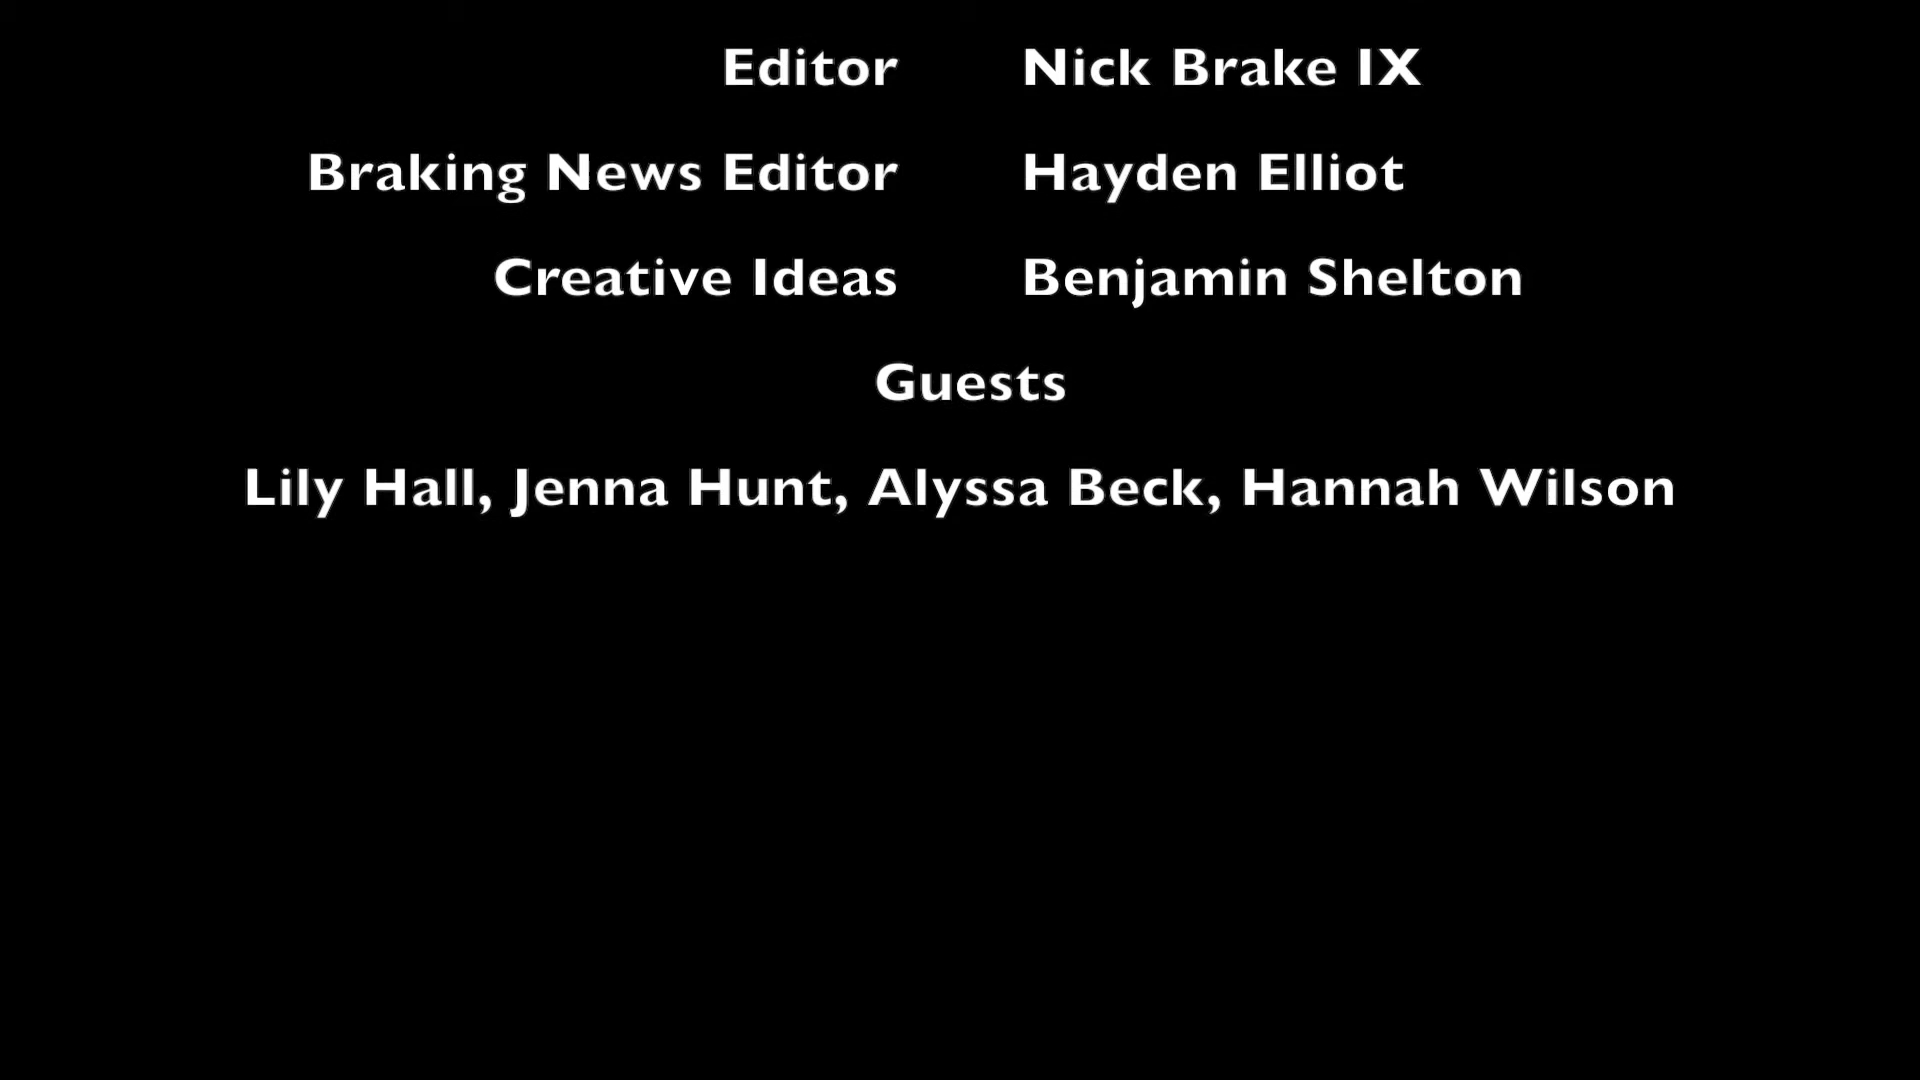 Editor Nick Brake IX
Braking News Editor Hayden Elliot
Creative Ideas Benjamin Shelton
Guests
Lily Hall, Jenna Hunt, Alyssa Beck, Hannah Wilson